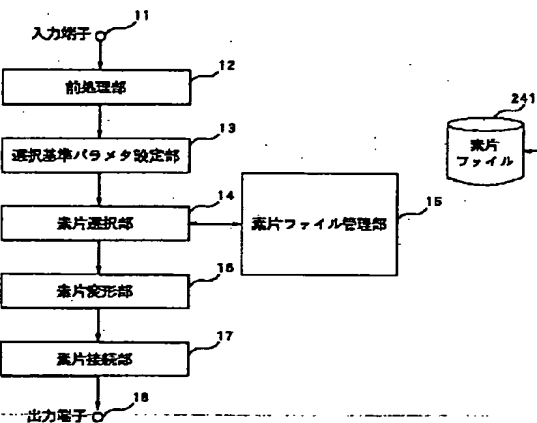 入力端子
11
前処理部
12
選択基準パラメタ設定部
13
素片選択部
14
素片ファイル管理部
15
素片変形部
16
素片接続部
17
出力端子
18
241
素片
ファイル